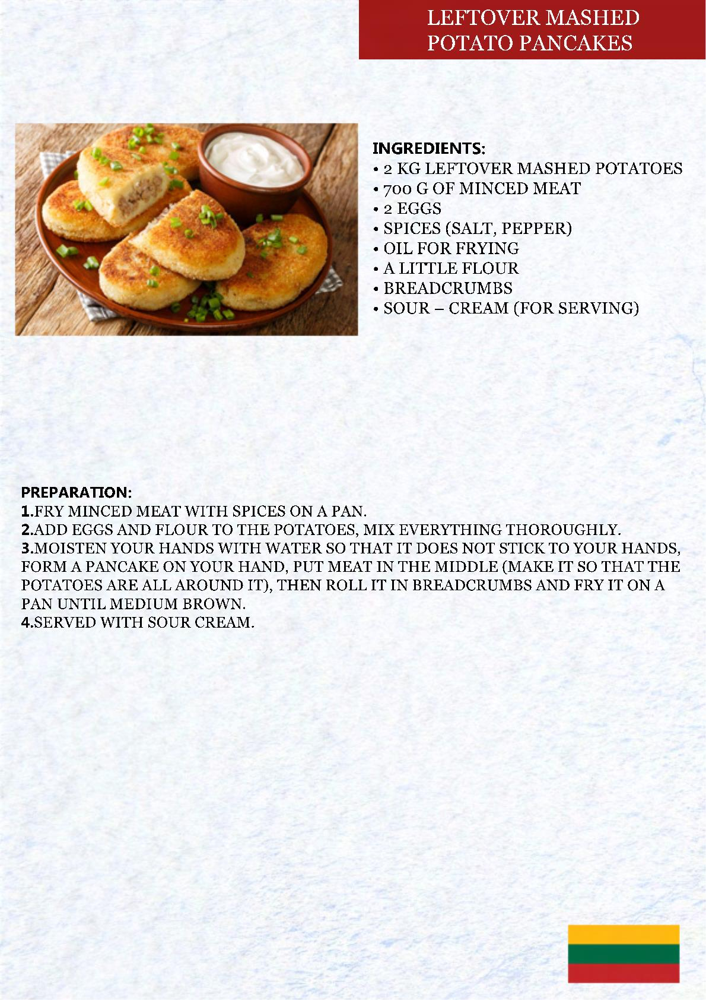 LEFTOVER MASHED
POTATO PANCAKES
INGREDIENTS:
• 2 KG LEFTOVER MASHED POTATOES
• 700 G OF MINCED MEAT
• 2 EGGS
• SPICES (SALT, PEPPER)
• OIL FOR FRYING
• A LITTLE FLOUR
• BREADCRUMBS
• SOUR – CREAM (FOR SERVING)
PREPARATION:
1.FRY MINCED MEAT WITH SPICES ON A PAN.
2.ADD EGGS AND FLOUR TO THE POTATOES, MIX EVERYTHING THOROUGHLY.
3.MOISTEN YOUR HANDS WITH WATER SO THAT IT DOES NOT STICK TO YOUR HANDS,
FORM A PANCAKE ON YOUR HAND, PUT MEAT IN THE MIDDLE (MAKE IT SO THAT THE
POTATOES ARE ALL AROUND IT), THEN ROLL IT IN BREADCRUMBS AND FRY IT ON A
PAN UNTIL MEDIUM BROWN.
4.SERVED WITH SOUR CREAM.